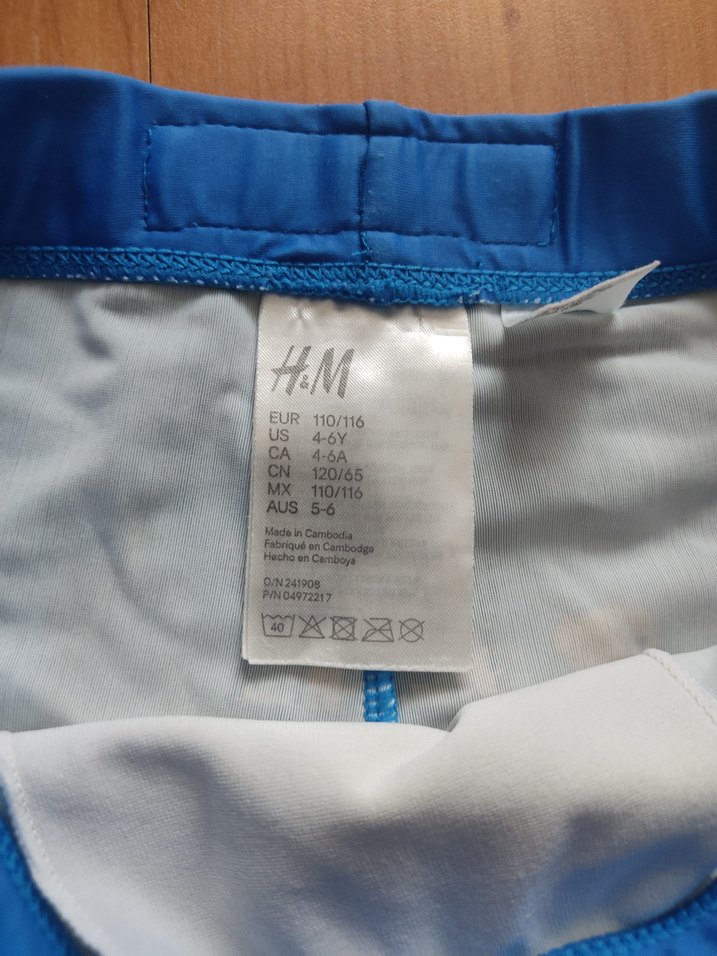 H&M
EUR 110/116
US 4-6Y
CA 4-6A
CN 120/65
MX 110/116
AUS 5-6
Made in Cambodia
Fabriqué en Cambodge
Hecho en Camboya
O/N 241908
P/N 04972217
40